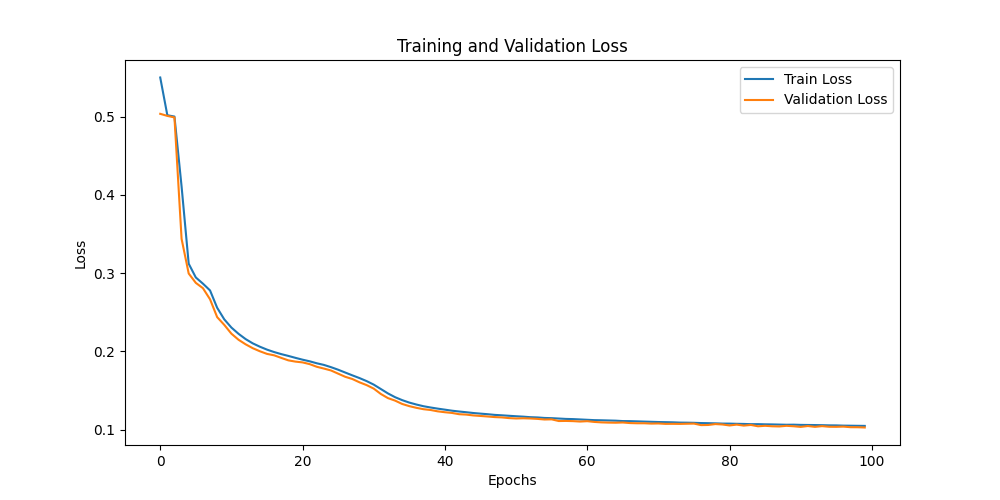 Training and Validation Loss
Train Loss
Validation Loss
0.5
0.4
0.3
0.2
0.1
Loss
0 20 40 60 80 100
Epochs